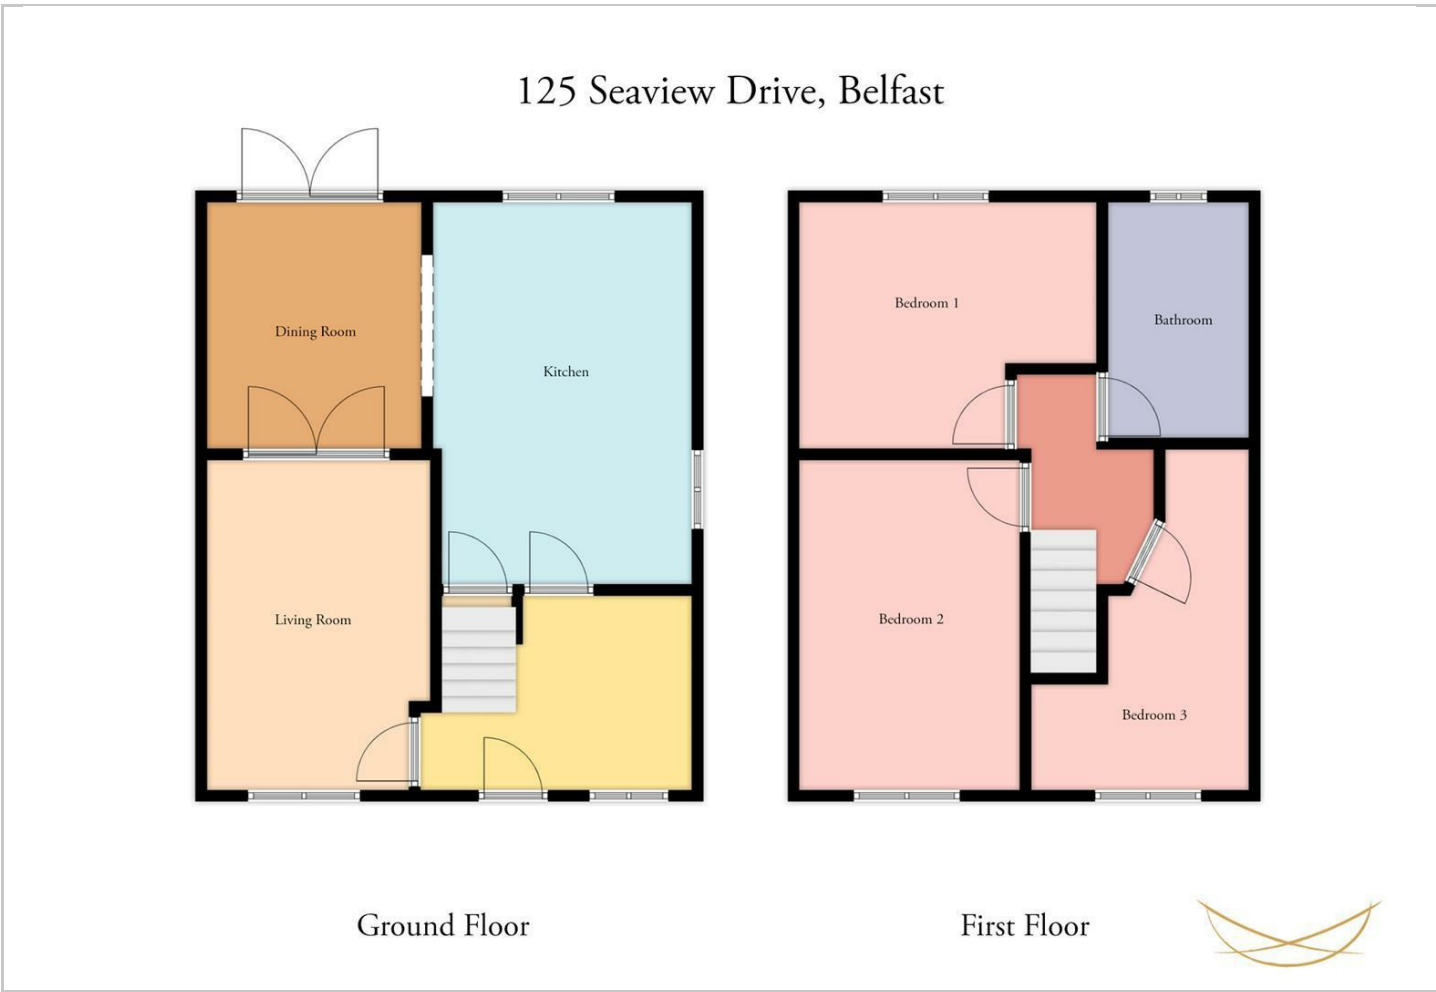 125 Seaview Drive, Belfast
Dining Room
Kitchen
Living Room
Bedroom 1
Bathroom
Bedroom 2
Bedroom 3
Ground Floor
First Floor